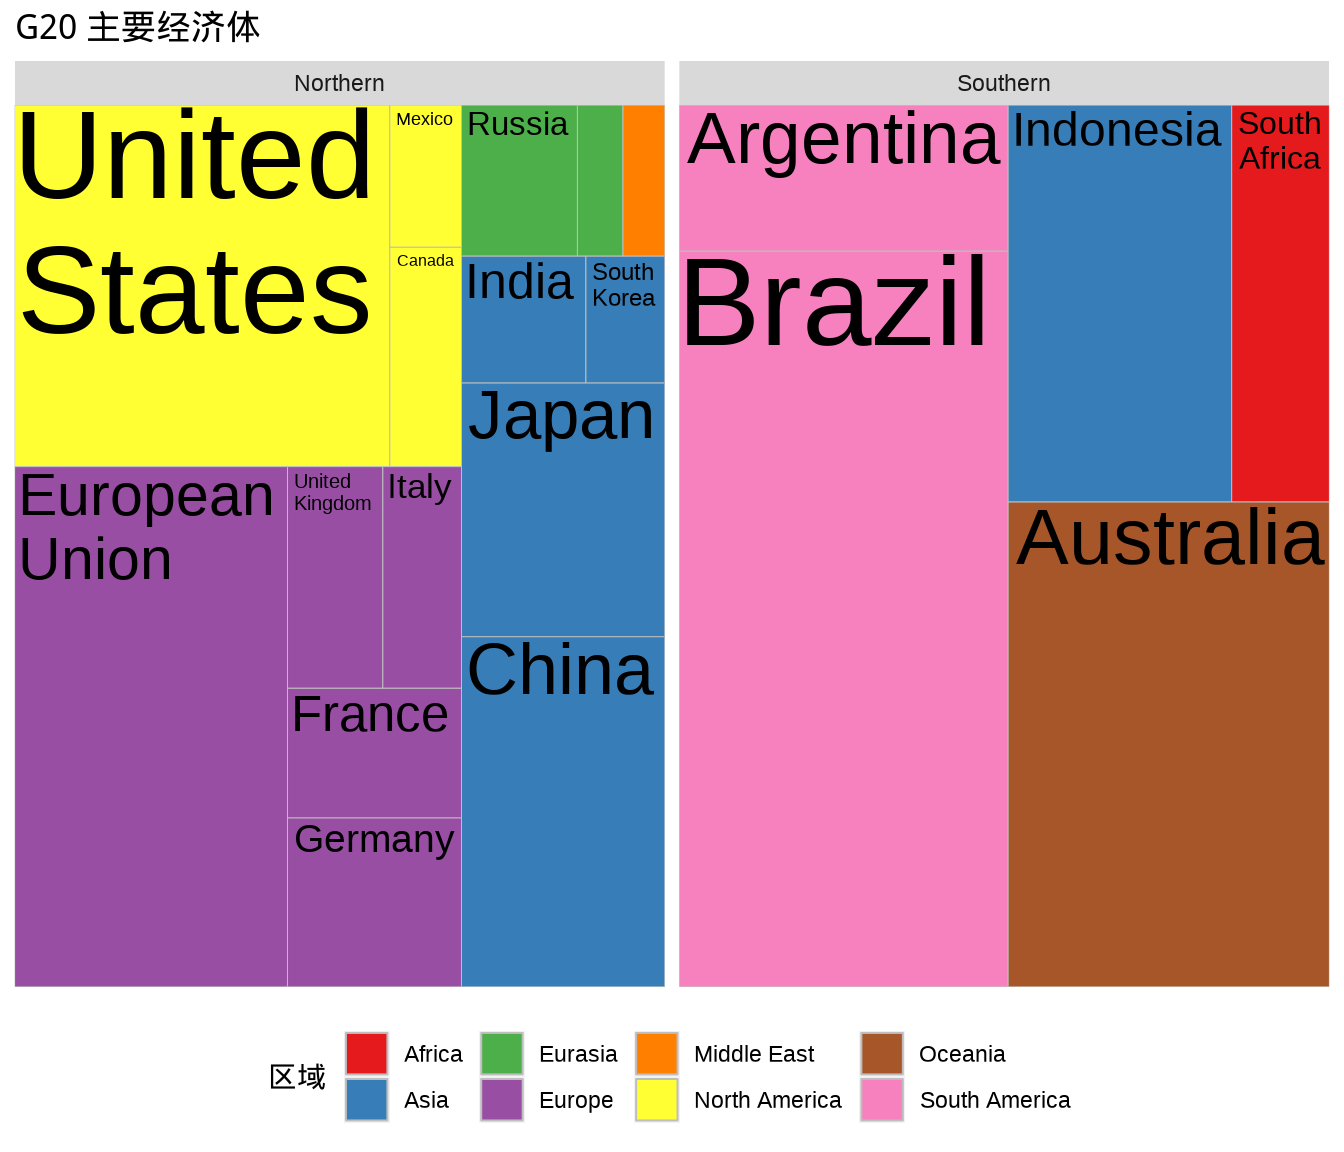 G20 主要经济体
Northern
Southern
United
States
Mexico
Canada
Russia
India
South
Korea
Japan
China
European
Union
United
Kingdom
Italy
France
Germany
Argentina
Brazil
Indonesia
South
Africa
Australia
区域
Africa
Eurasia
Middle East
Oceania
Asia
Europe
North America
South America